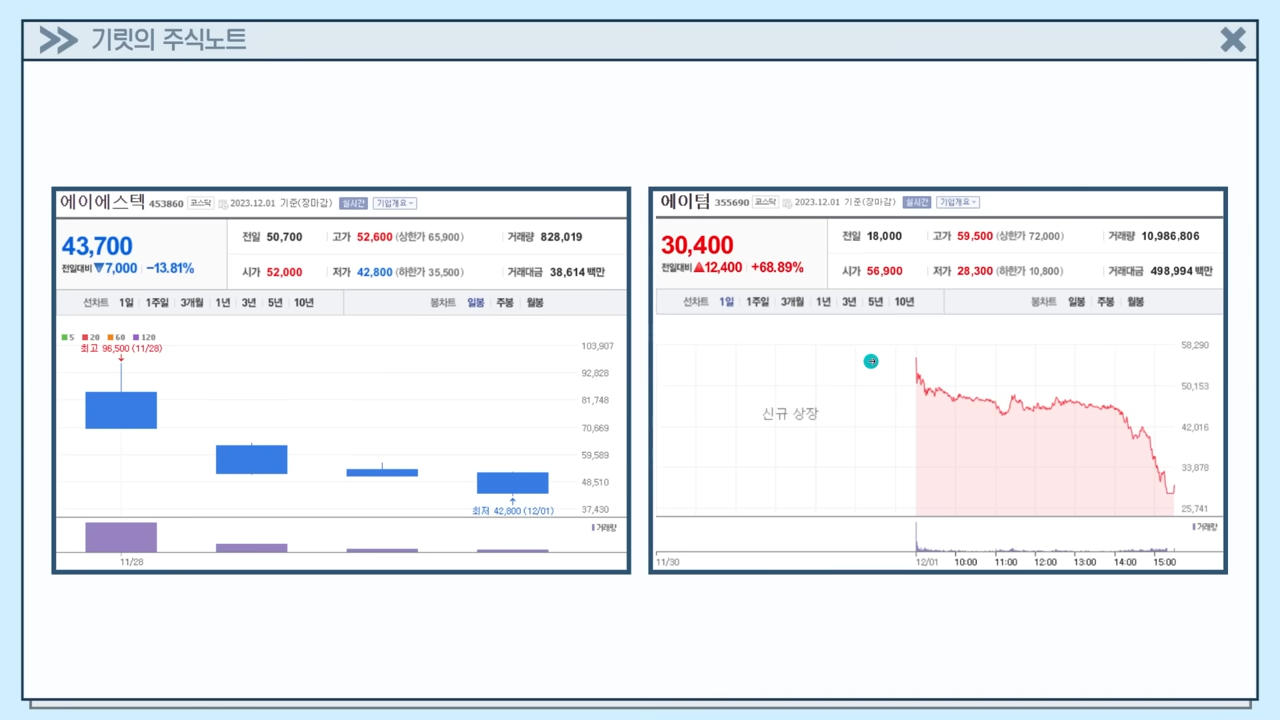 기릿의 주식노트
에이에스텍 453860 코스닥 2023.12.01 기준(장마감) 실시간 기업개요
43,700
전일대비 ▼7,000 | -13.81%
전일 50,700 고가 52,600 (상한가 65,900) 거래량 828,019
시가 52,000 저가 42,800 (하한가 35,500) 거래대금 38,614 백만
선차트 1일 1주일 3개월 1년 3년 5년 10년 봉차트 일봉 주봉 월봉
5 20 60 120
최고 96,500 (11/28)
103,907
92,828
81,748
70,669
59,589
48,510
37,430
최저 42,800 (12/01)
거래량
11/28
에이텀 355690 코스닥 2023.12.01 기준(장마감) 실시간 기업개요
30,400
전일대비 ▲12,400 | +68.89%
전일 18,000 고가 59,500 (상한가 72,000) 거래량 10,986,806
시가 56,900 저가 28,300 (하한가 10,800) 거래대금 498,994 백만
선차트 1일 1주일 3개월 1년 3년 5년 10년 봉차트 일봉 주봉 월봉
58,290
50,153
42,016
33,878
25,741
신규 상장
거래량
11/30 12/01 10:00 11:00 12:00 13:00 14:00 15:00